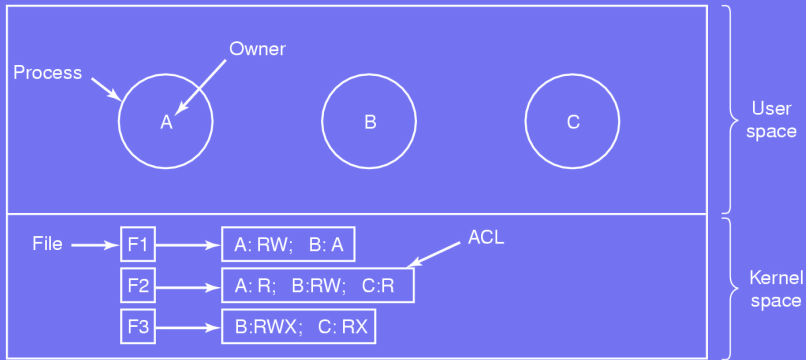 Owner
Process
A
B
C
User
space
File
F1
A: RW; B: A
ACL
F2
A: R; B:RW; C:R
F3
B:RWX; C: RX
Kernel
space